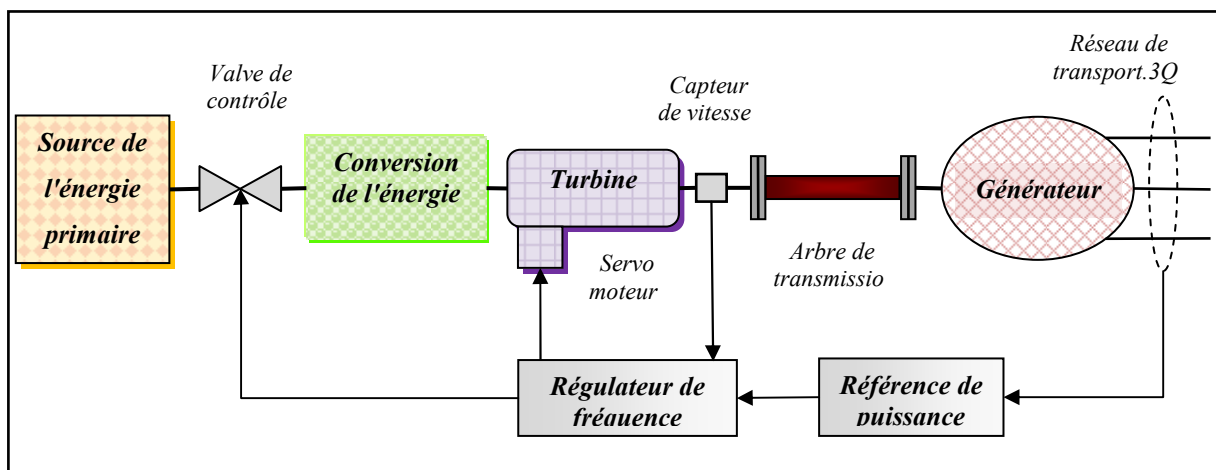 Valve de
contrôle
Capteur
de vitesse
Réseau de
transport.3Q
Source de
l'énergie
primaire
Conversion
de l'énergie
Turbine
Générateur
Servo
moteur
Arbre de
transmissio
Régulateur de
fréquence
Référence de
puissance